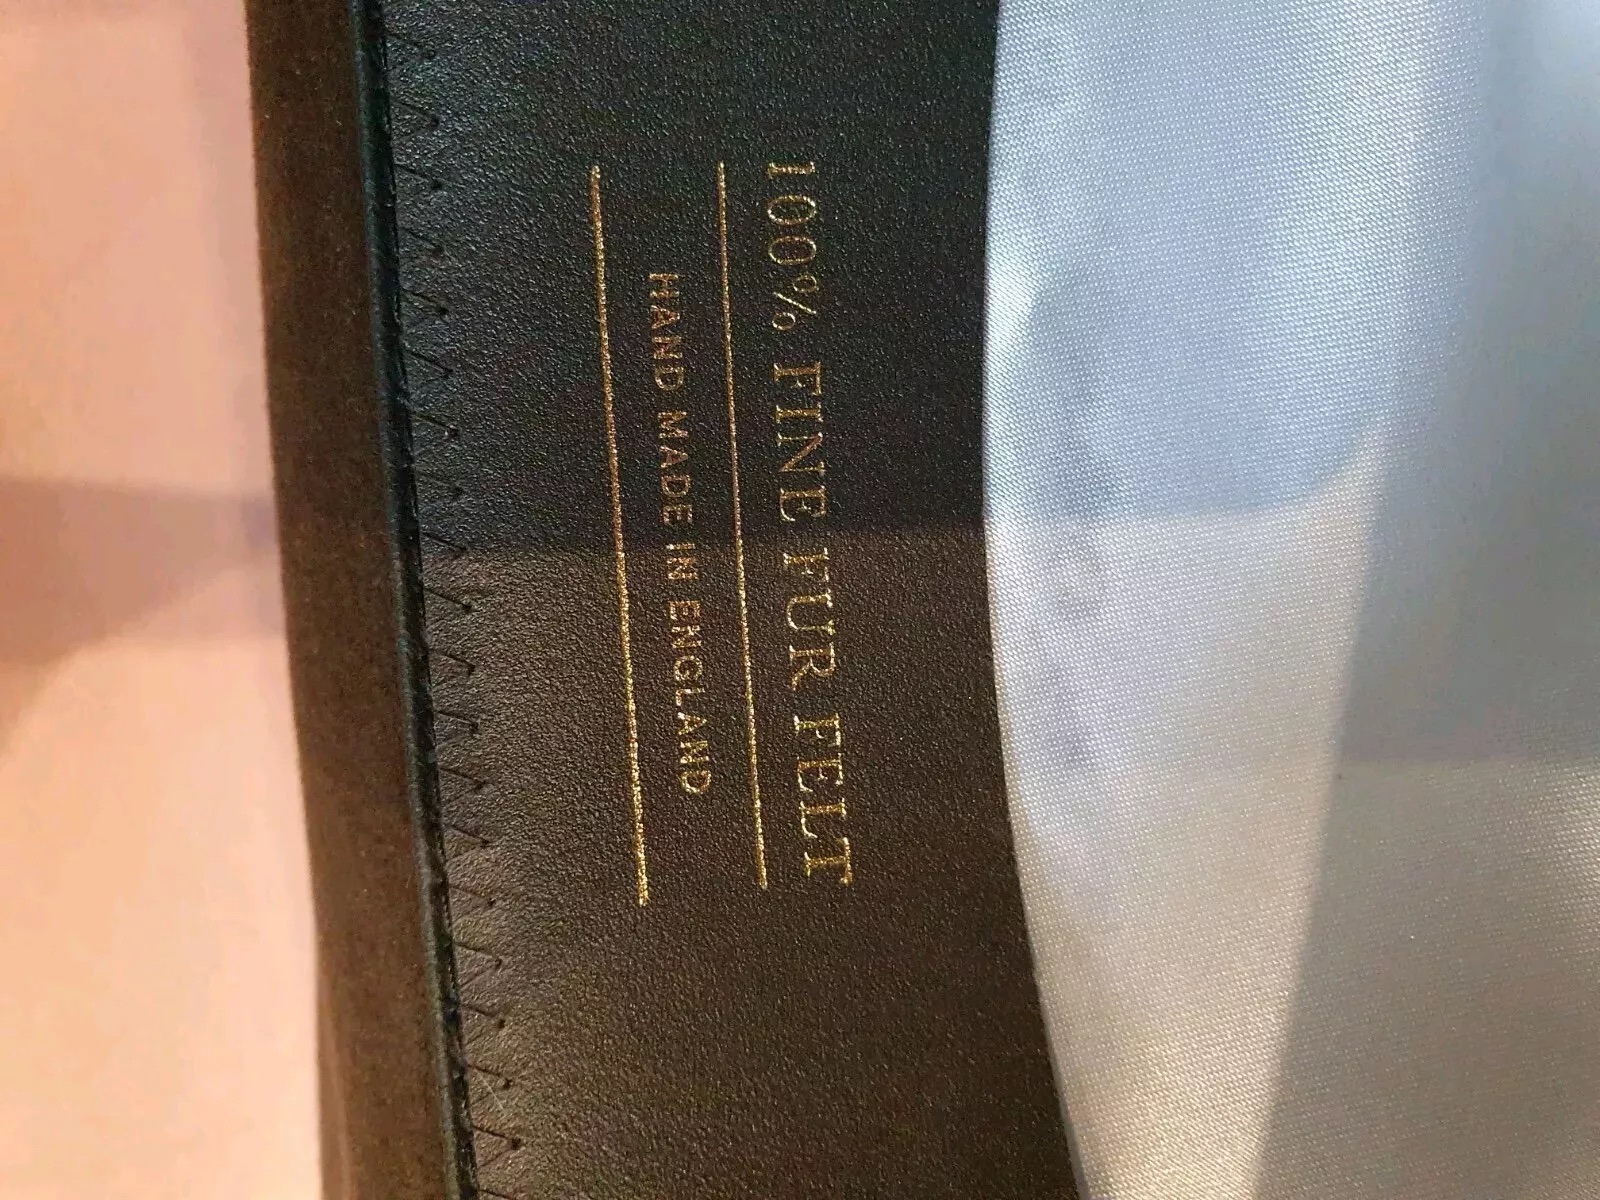 100% FINE FUR FELT
HAND MADE IN ENGLAND